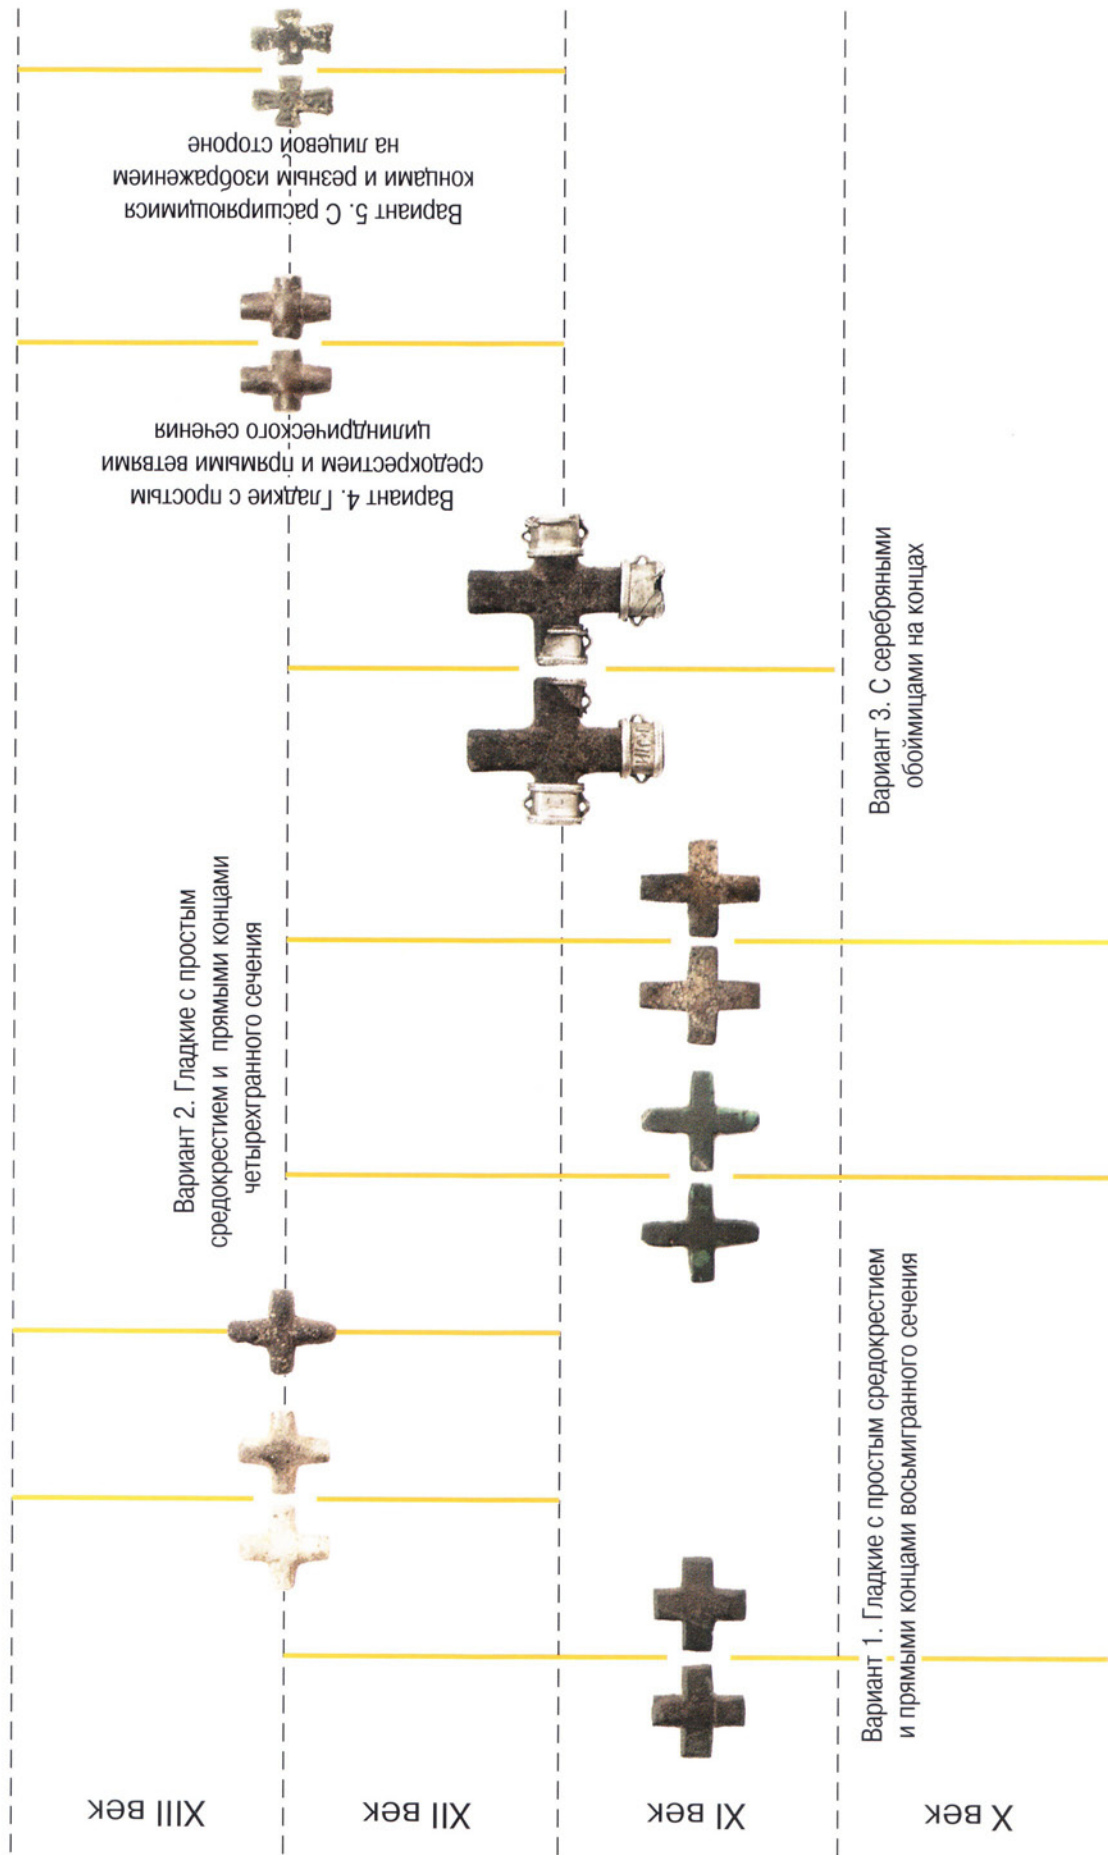 XIII век
XII век
XI век
X век
Вариант 1. Гладкие с простым средокрестием
и прямыми концами восьмигранного сечения
Вариант 2. Гладкие с простым
средокрестием и прямыми концами
четырехгранного сечения
Вариант 3. С серебряными
обоймицами на концах
Вариант 4. Гладкие с простым
средокрестием и прямыми ветвями
цилиндрического сечения
Вариант 5. С расширяющимися
концами и резным изображением
на лицевой стороне